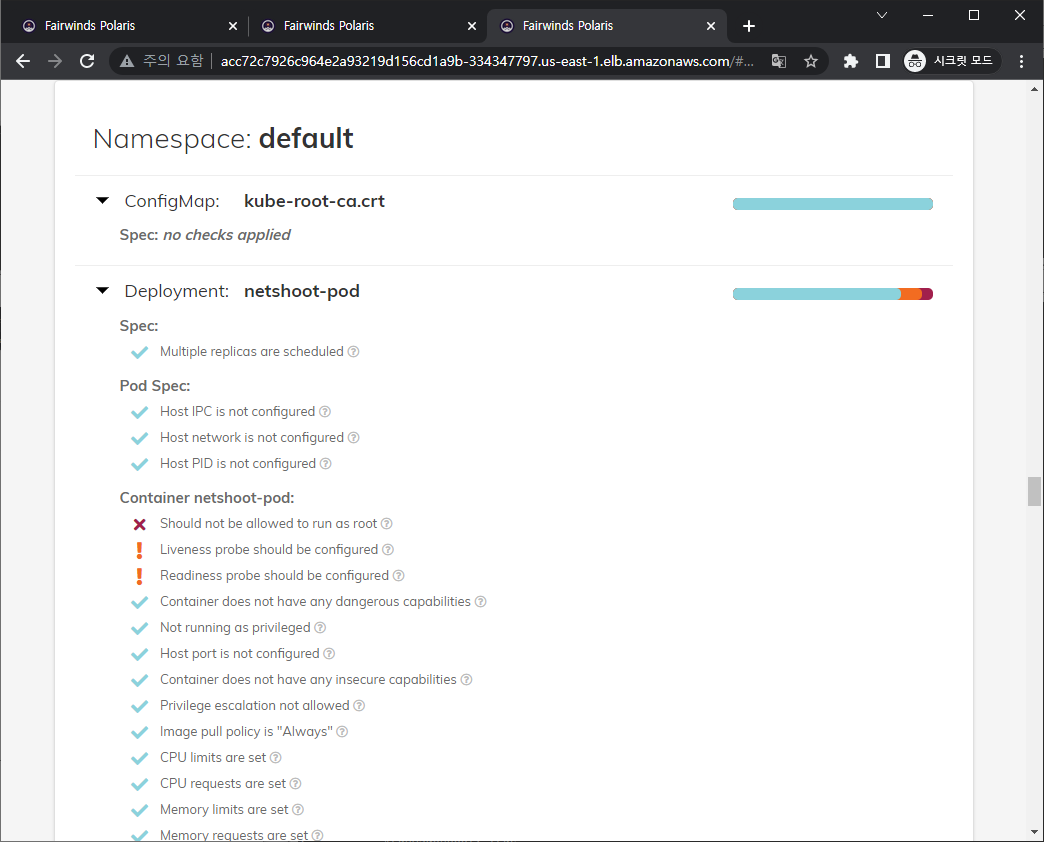 Fairwinds Polaris
Fairwinds Polaris
Fairwinds Polaris
주의 요함 acc72c7926c964e2a93219d156cd1a9b-334347797.us-east-1.elb.amazonaws.com/#... 시크릿 모드
Namespace: default
ConfigMap: kube-root-ca.crt
Spec: no checks applied
Deployment: netshoot-pod
Spec:
Multiple replicas are scheduled
Pod Spec:
Host IPC is not configured
Host network is not configured
Host PID is not configured
Container netshoot-pod:
Should not be allowed to run as root
Liveness probe should be configured
Readiness probe should be configured
Container does not have any dangerous capabilities
Not running as privileged
Host port is not configured
Container does not have any insecure capabilities
Privilege escalation not allowed
Image pull policy is "Always"
CPU limits are set
CPU requests are set
Memory limits are set
Memory requests are set